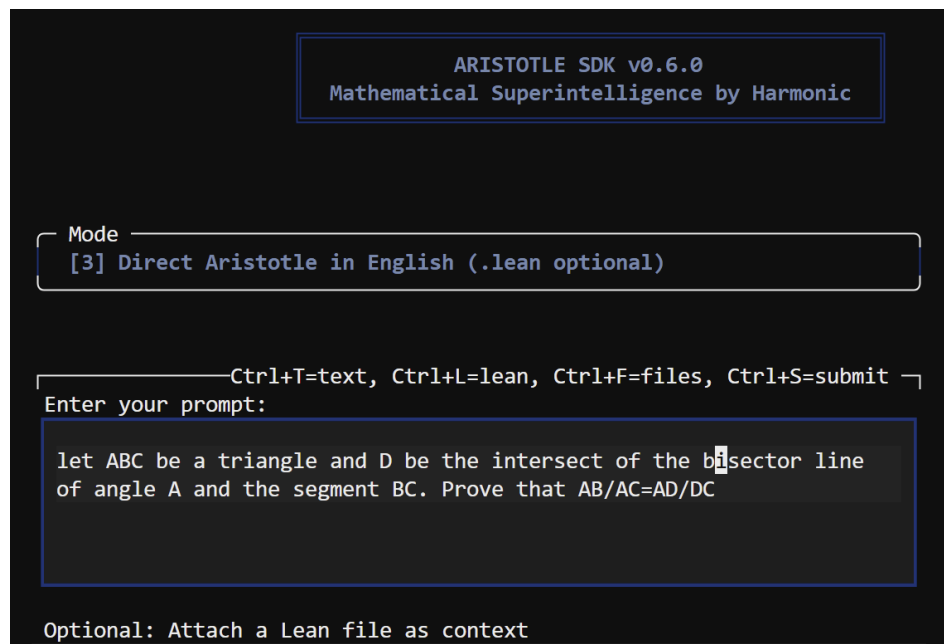 ARISTOTLE SDK v0.6.0
Mathematical Superintelligence by Harmonic
Mode
[3] Direct Aristotle in English (.lean optional)
Ctrl+T=text, Ctrl+L=lean, Ctrl+F=files, Ctrl+S=submit
Enter your prompt:
let ABC be a triangle and D be the intersect of the bisector line
of angle A and the segment BC. Prove that AB/AC=AD/DC
Optional: Attach a Lean file as context